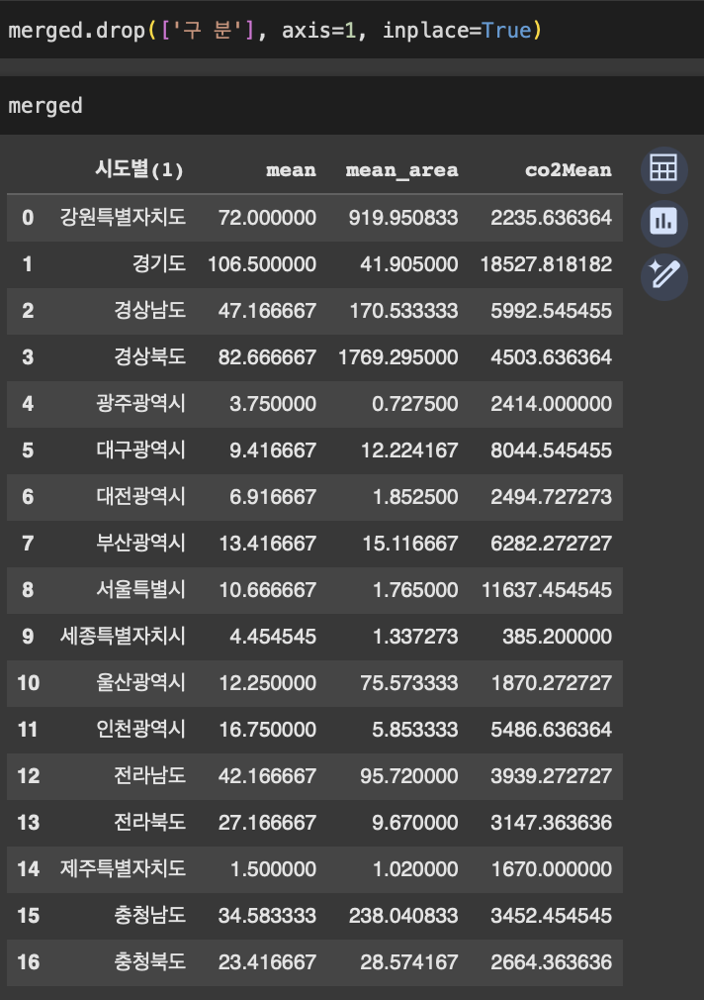 merged.drop(['구 분'], axis=1, inplace=True)
merged
시도별(1) mean mean_area co2Mean
0 강원특별자치도 72.000000 919.950833 2235.636364
1 경기도 106.500000 41.905000 18527.818182
2 경상남도 47.166667 170.533333 5992.545455
3 경상북도 82.666667 1769.295000 4503.636364
4 광주광역시 3.750000 0.727500 2414.000000
5 대구광역시 9.416667 12.224167 8044.545455
6 대전광역시 6.916667 1.852500 2494.727273
7 부산광역시 13.416667 15.116667 6282.272727
8 서울특별시 10.666667 1.765000 11637.454545
9 세종특별자치시 4.454545 1.337273 385.200000
10 울산광역시 12.250000 75.573333 1870.272727
11 인천광역시 16.750000 5.853333 5486.636364
12 전라남도 42.166667 95.720000 3939.272727
13 전라북도 27.166667 9.670000 3147.363636
14 제주특별자치도 1.500000 1.020000 1670.000000
15 충청남도 34.583333 238.040833 3452.454545
16 충청북도 23.416667 28.574167 2664.363636